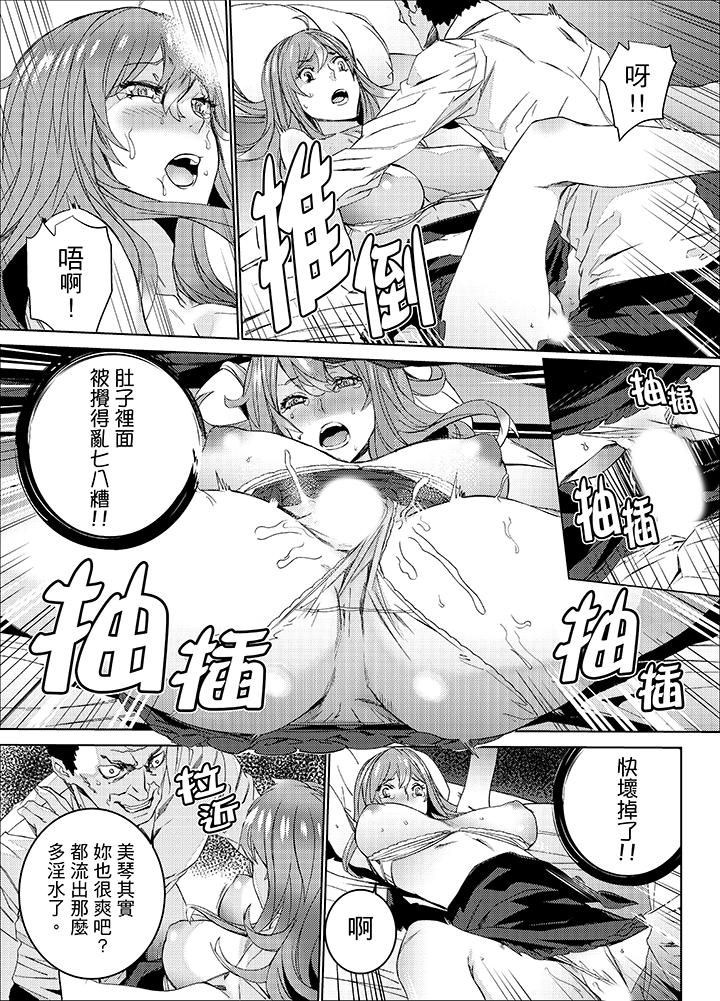 呀!!
推倒
唔啊!
抽插
抽插
肚子裡面
被攪得亂七八糟!!
抽插
抽插
快壞掉了!!
啊
拉近
美琴其實
妳也很爽吧?
都流出那麼
多淫水了。